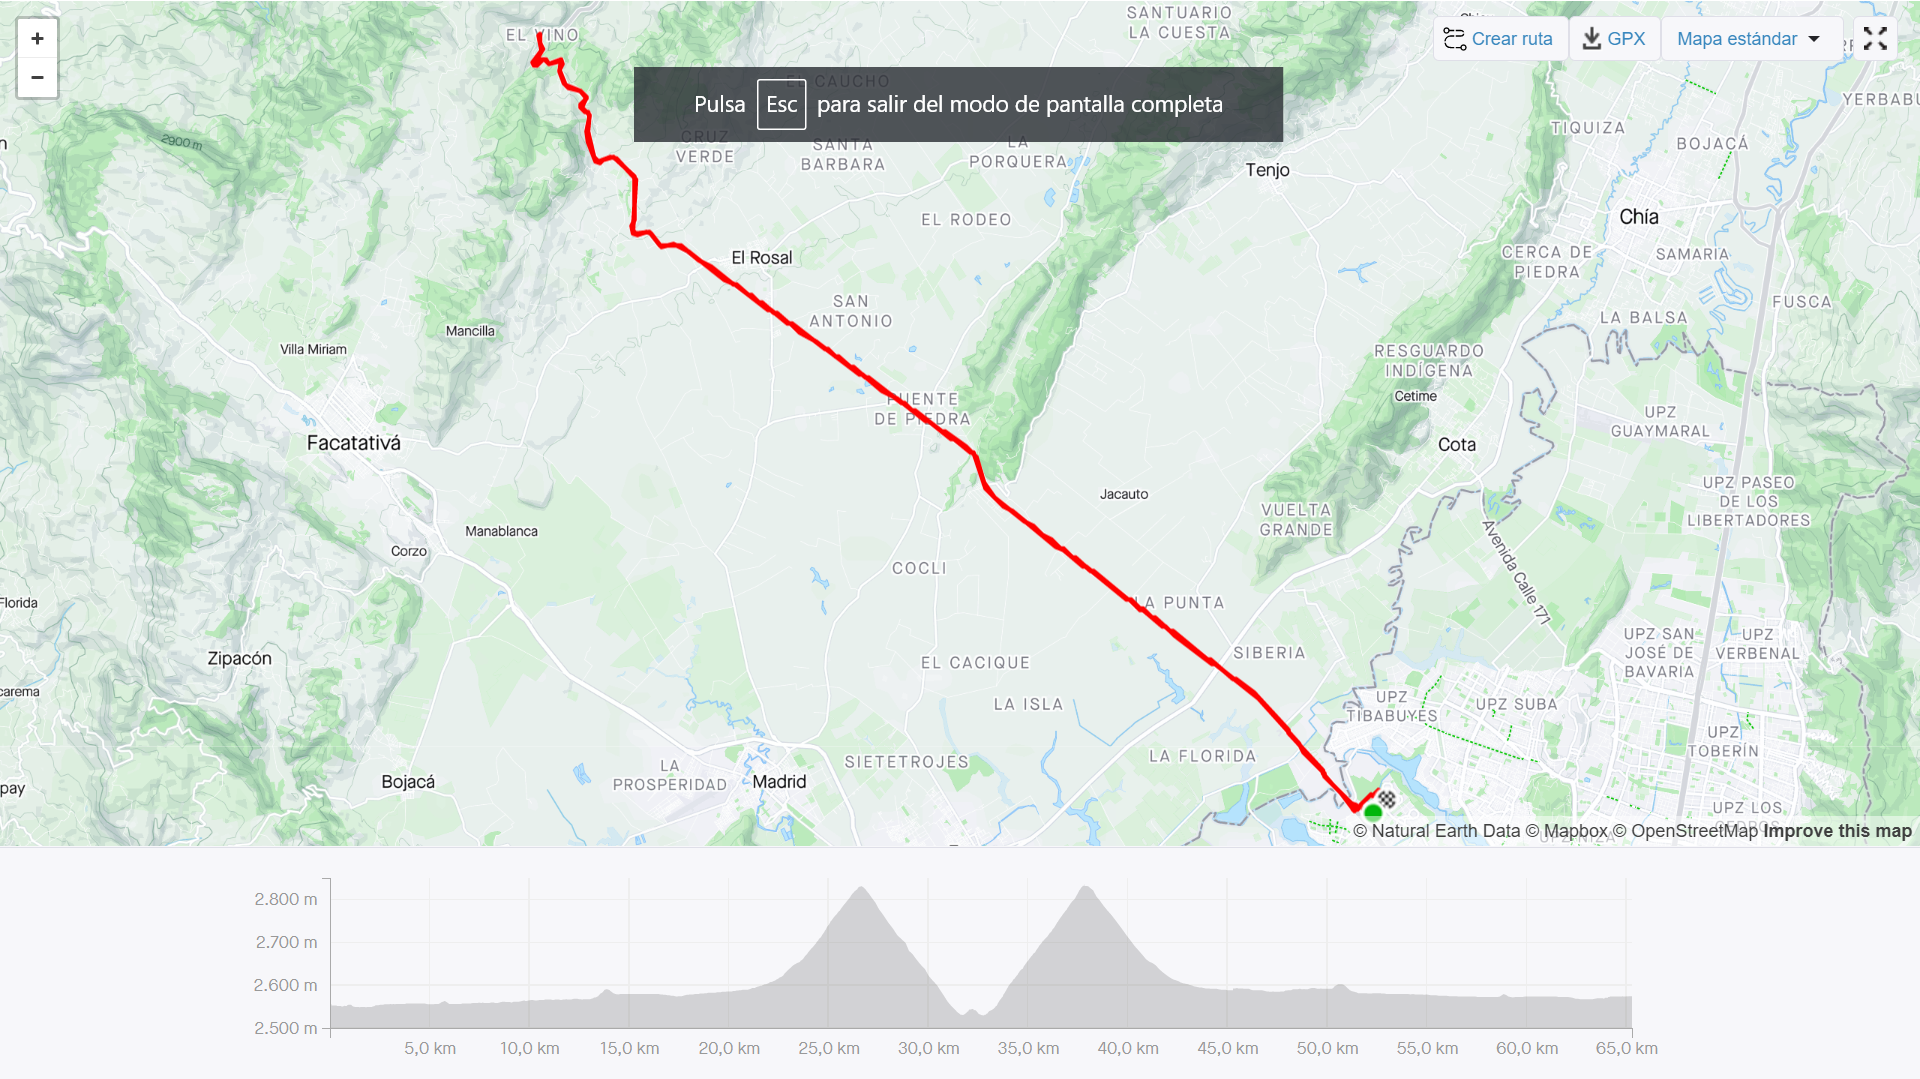 SANTUARIO
LA CUESTA
EL VINO
+
−
Crear ruta
GPX
Mapa estándar
EL CAUCHO
Pulsa Esc para salir del modo de pantalla completa
YERBABU
TIQUIZA
BOJACÁ
2900 m
CRUZ
VERDE
SANTA
BARBARA
LA
PORQUERA
Tenjo
Chía
EL RODEO
El Rosal
CERCA DE
PIEDRA
SAMARIA
SAN
ANTONIO
FUSCA
LA BALSA
Mancilla
Villa Miriam
RESGUARDO
INDÍGENA
Cetime
PUENTE
DE PIEDRA
UPZ
GUAYMARAL
Facatativá
Cota
Jacauto
UPZ PASEO
DE LOS
LIBERTADORES
VUELTA
GRANDE
Manablanca
Corzo
Avenida Calle 171
COCLI
Florida
LA PUNTA
Zipacón
EL CACIQUE
SIBERIA
UPZ SAN
JOSÉ DE
BAVARIA
UPZ
VERBENAL
carema
LA ISLA
UPZ
TIBABUYES
UPZ SUBA
UPZ
TOBERÍN
LA FLORIDA
SIETETROJES
LA
PROSPERIDAD
Bojacá
Madrid
pay
UPZ LOS
© Natural Earth Data © Mapbox © OpenStreetMap Improve this map
2.800 m
2.700 m
2.600 m
2.500 m
5,0 km
10,0 km
15,0 km
20,0 km
25,0 km
30,0 km
35,0 km
40,0 km
45,0 km
50,0 km
55,0 km
60,0 km
65,0 km